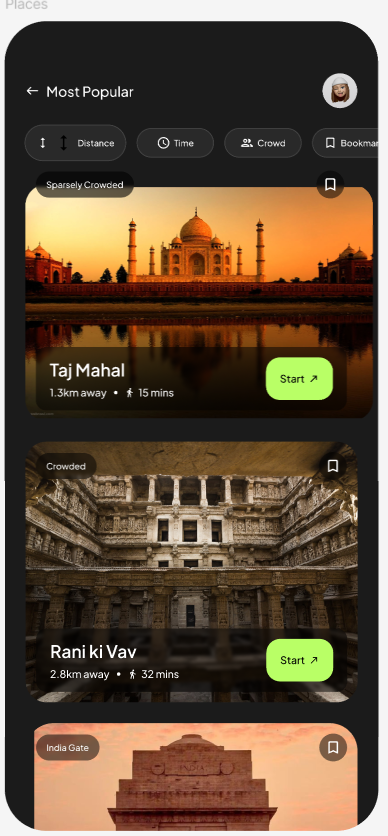 Places
Most Popular
Distance
Time
Crowd
Bookmar
Sparsely Crowded
Taj Mahal
1.3km away • 15 mins
Start
Crowded
Rani ki Vav
2.8km away • 32 mins
Start
India Gate